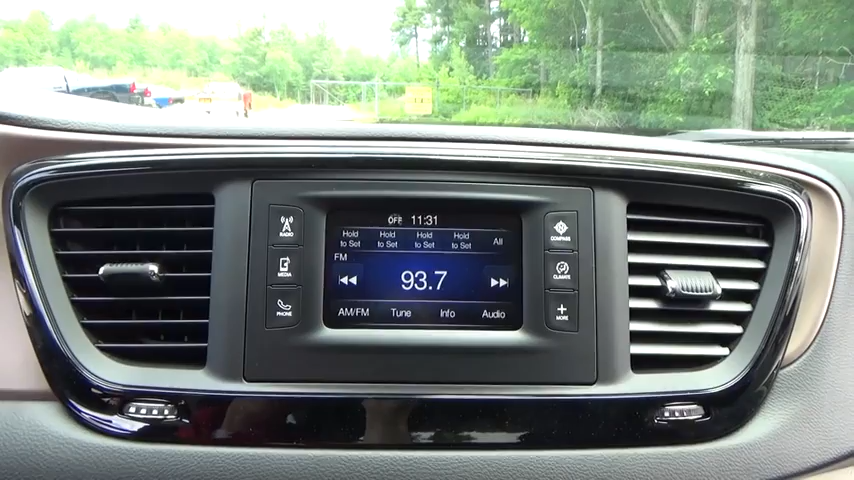 RADIO
MEDIA
PHONE
OFF 11:31
Hold to Set
Hold to Set
Hold to Set
Hold to Set
All
FM
93.7
AM/FM Tune Info Audio
COMPASS
CLIMATE
MORE